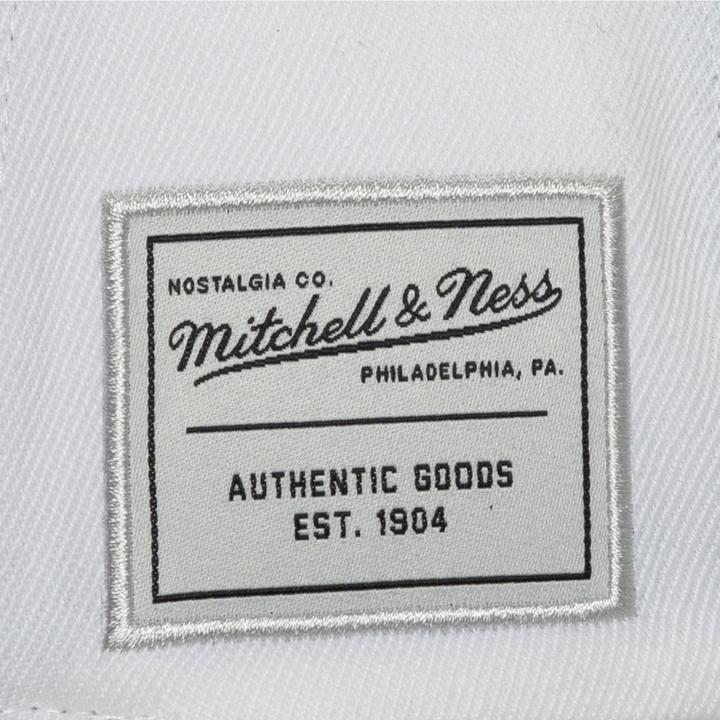 NOSTALGIA CO.
Mitchell & Ness
PHILADELPHIA, PA.
AUTHENTIC GOODS
EST. 1904